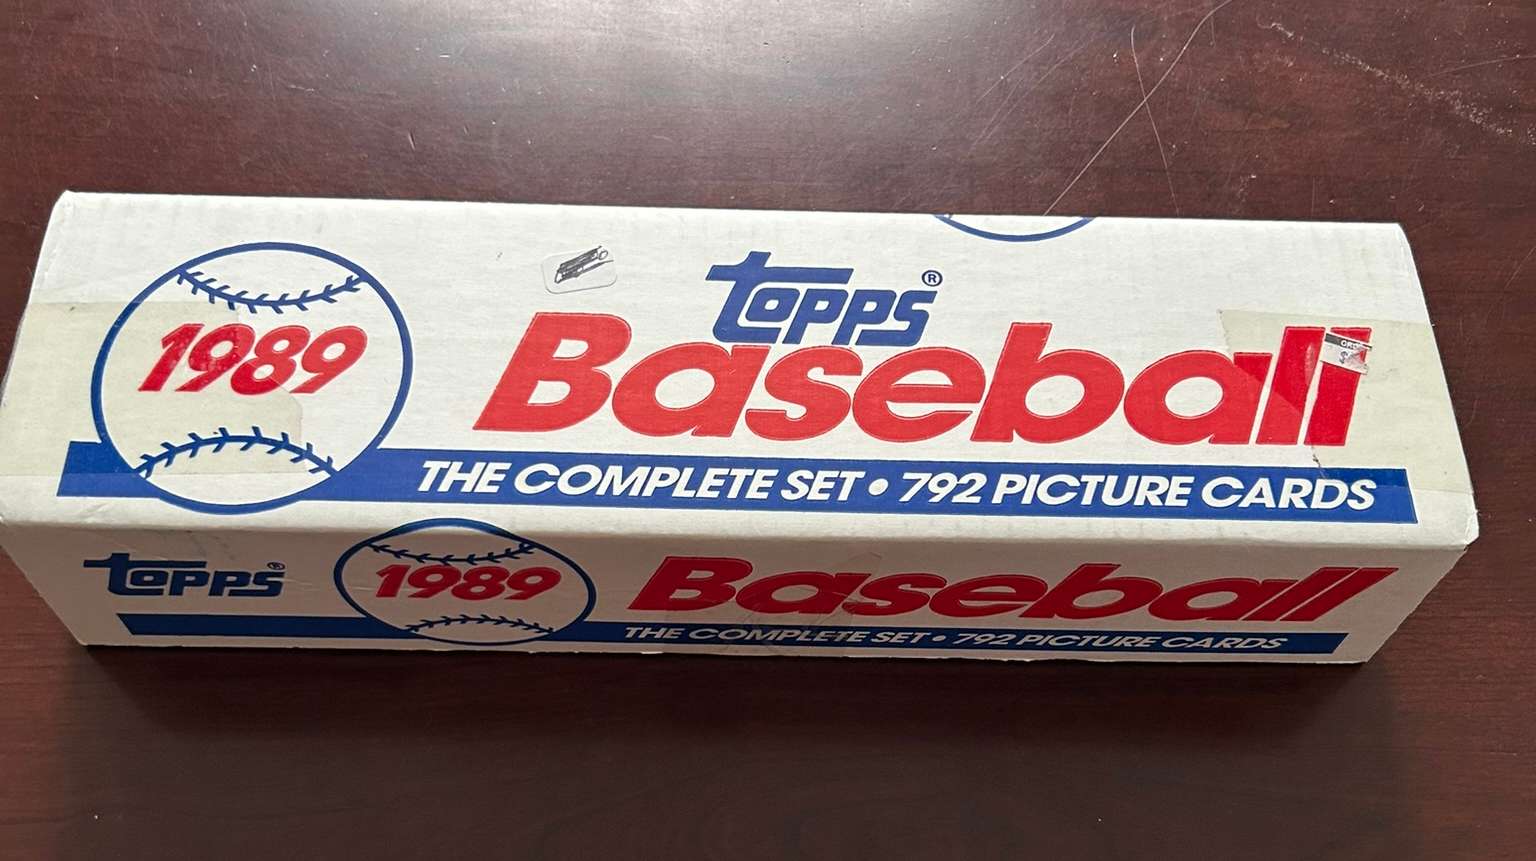 1989
Topps®
Baseball
THE COMPLETE SET • 792 PICTURE CARDS
Topps®
1989
Baseball
THE COMPLETE SET • 792 PICTURE CARDS